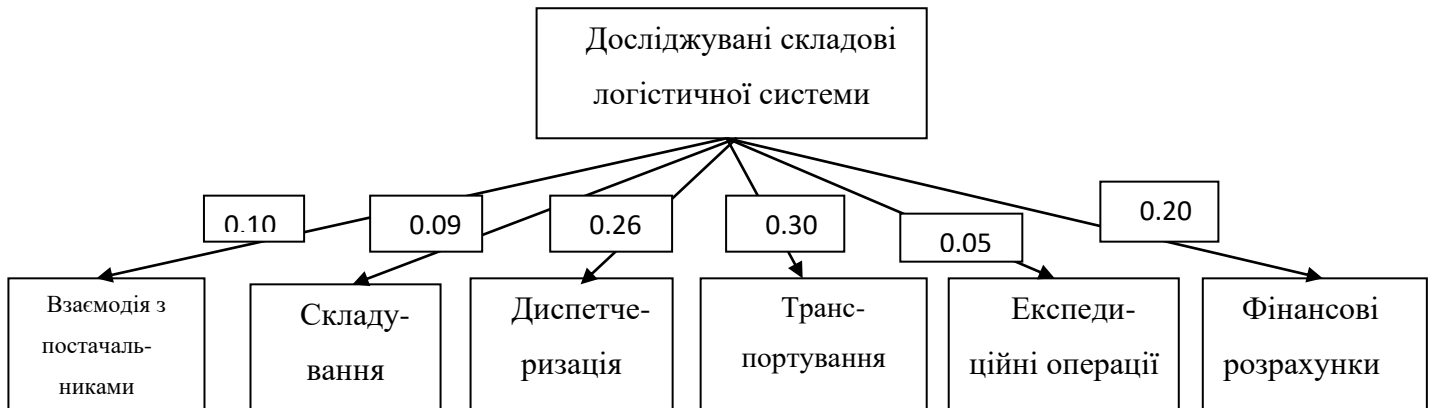 Досліджувані складові
логістичної системи
0.10
0.09
0.26
0.30
0.05
0.20
Взаємодія з
постачаль-
никами
Складу-
вання
Диспетче-
ризація
Транс-
портування
Експеди-
ційні операції
Фінансові
розрахунки